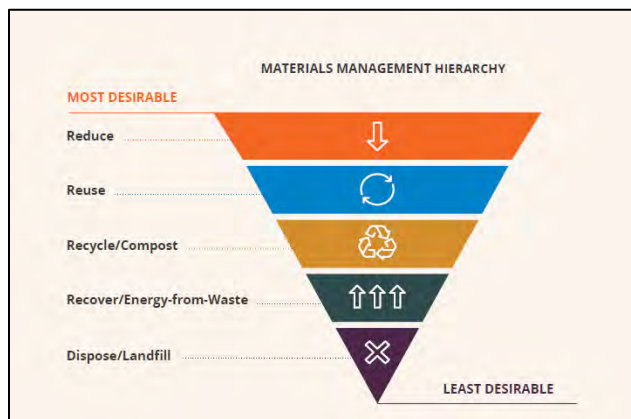 MATERIALS MANAGEMENT HIERARCHY
MOST DESIRABLE
Reduce
Reuse
Recycle/Compost
Recover/Energy-from-Waste
Dispose/Landfill
LEAST DESIRABLE